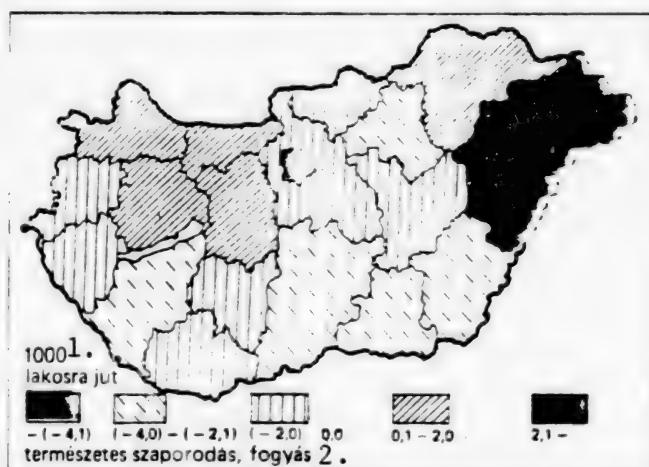 1000 1.
lakosra jut
– (–4,1) (–4,0) – (–2,1) (–2,0) 0,0 0,1 – 2,0 2,1 –
természetes szaporodás, fogyás 2.